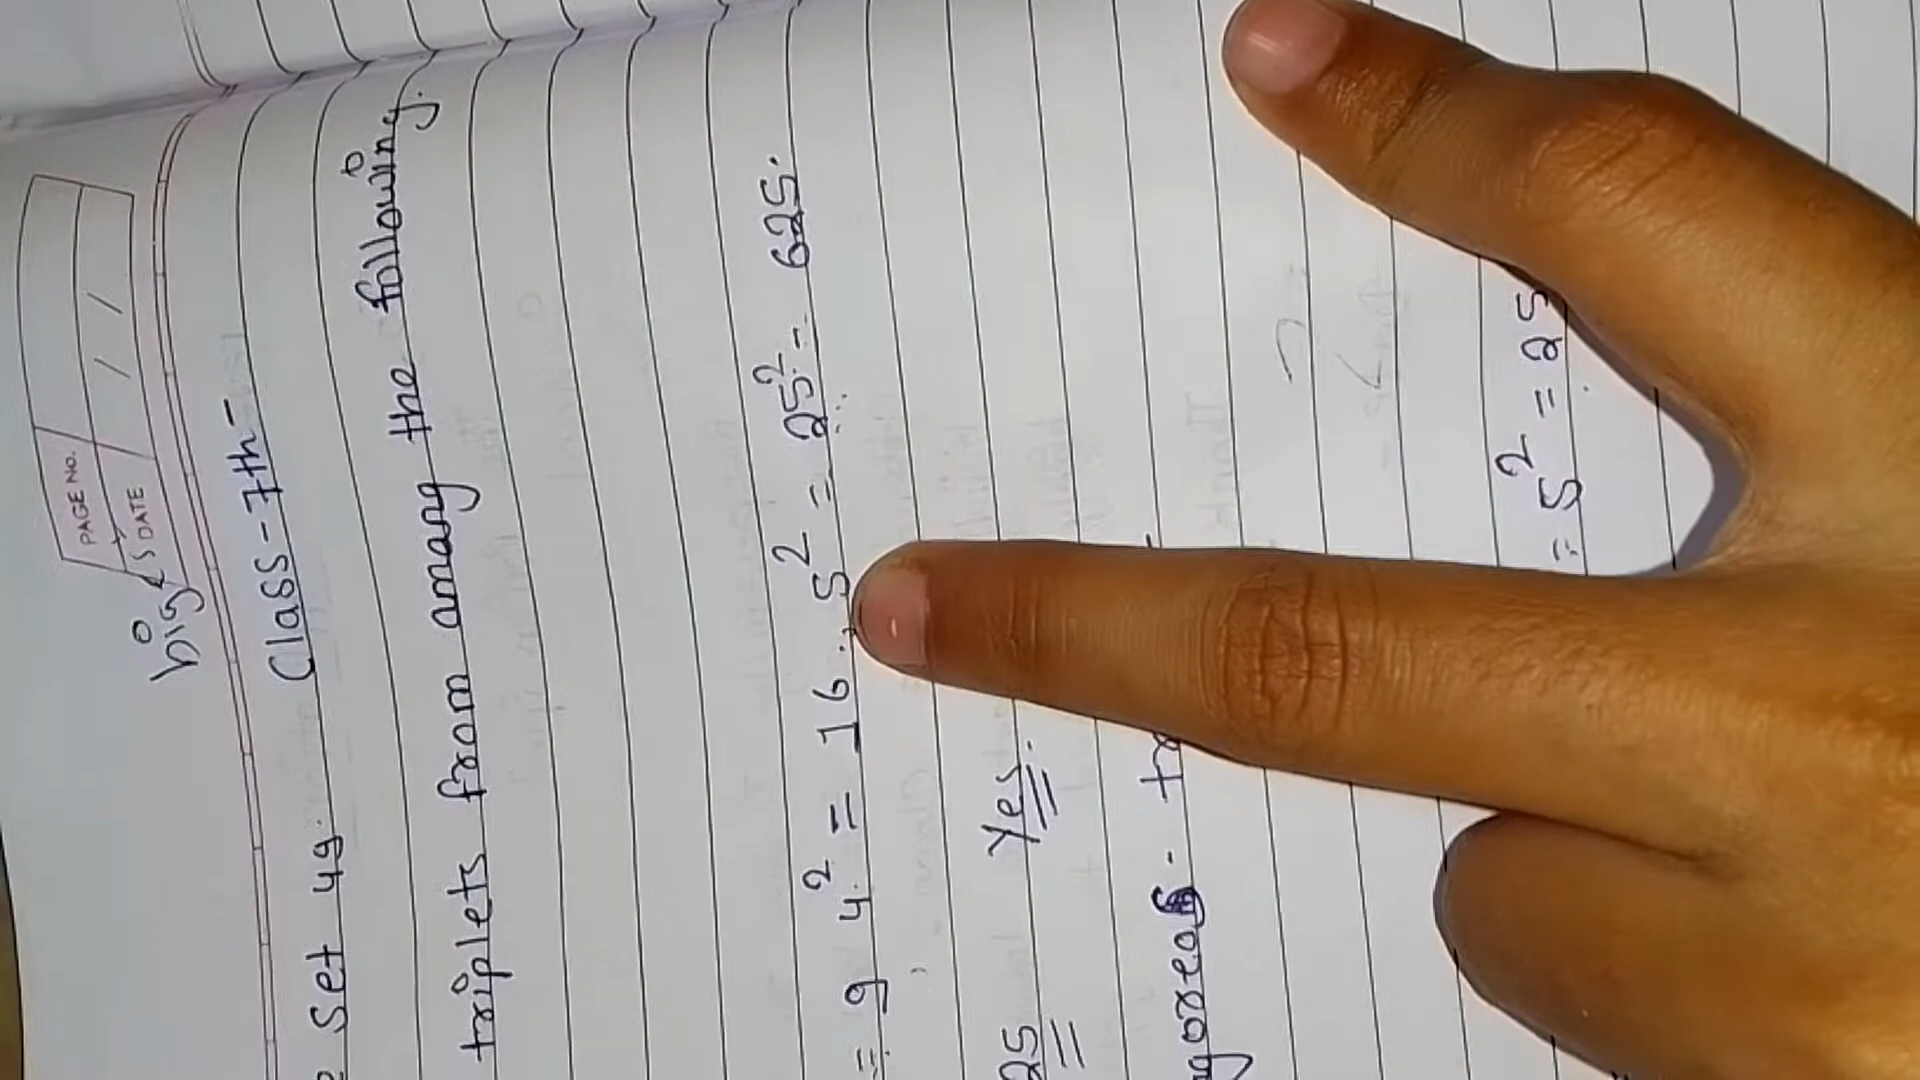 PAGE NO.
DATE / /
big
Set 49. Class-7th-
triplets from amang the following.
= 9 4² = 16 . 5² = 25² = 625.
25 Yes.
= 5² = 25